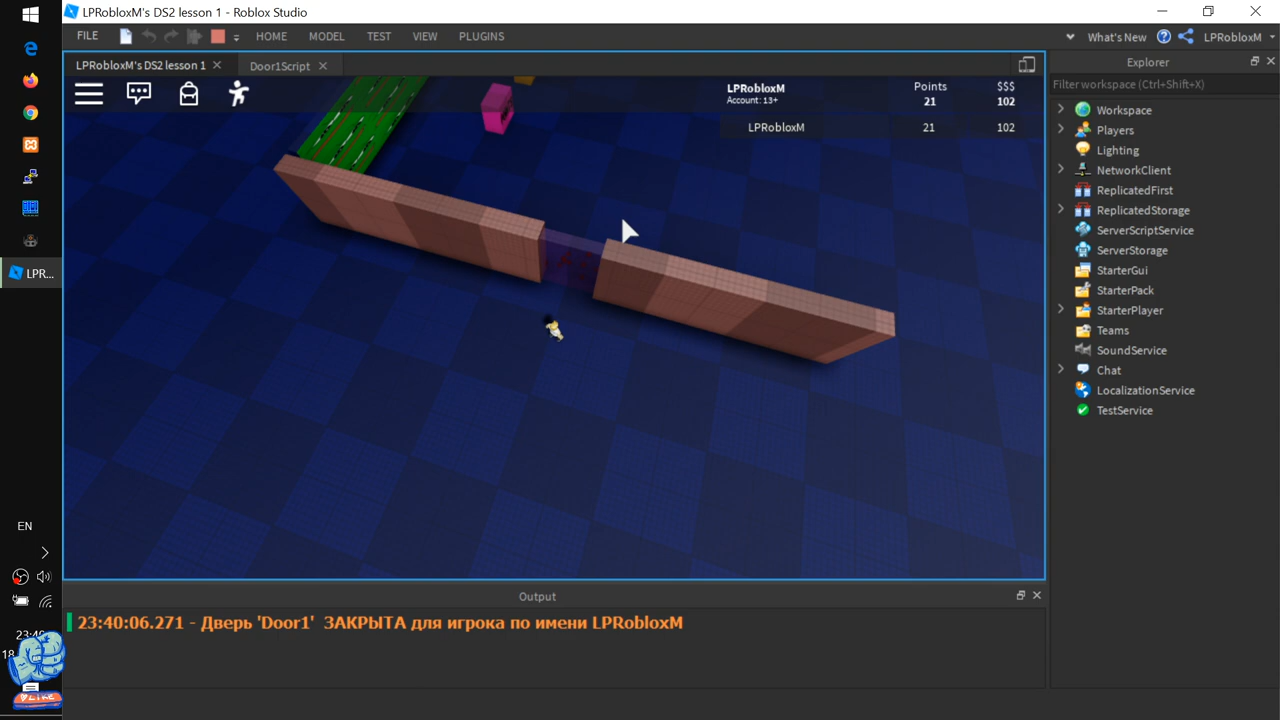 LPRobloxM's DS2 lesson 1 - Roblox Studio
FILE HOME MODEL TEST VIEW PLUGINS What's New LPRobloxM
LPRobloxM's DS2 lesson 1 Door1Script
LPRobloxM
Account: 13+
Points
21
$$$
102
LPRobloxM 21 102
Explorer
Filter workspace (Ctrl+Shift+X)
Workspace
Players
Lighting
NetworkClient
ReplicatedFirst
ReplicatedStorage
ServerScriptService
ServerStorage
StarterGui
StarterPack
StarterPlayer
Teams
SoundService
Chat
LocalizationService
TestService
LPR...
EN
Output
23:40:06.271 - Дверь 'Door1' ЗАКРЫТА для игрока по имени LPRobloxM
LIKE